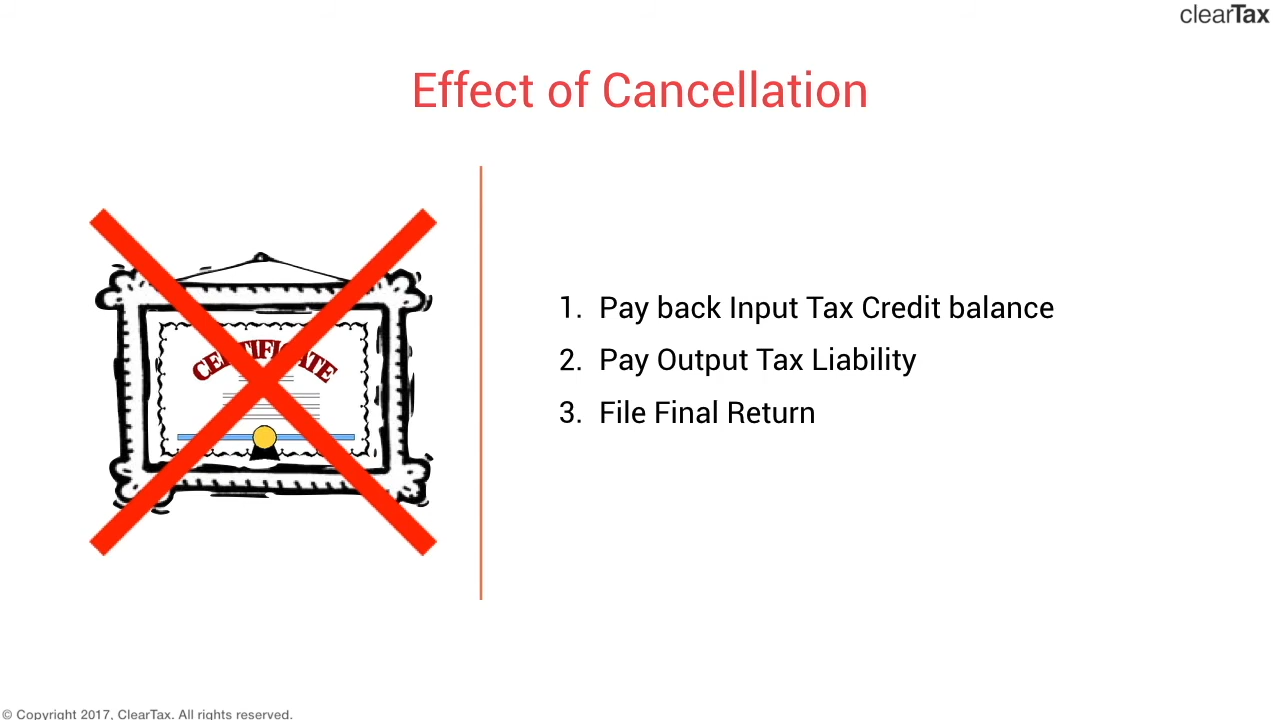 clearTax
Effect of Cancellation
CERTIFICATE
1. Pay back Input Tax Credit balance
2. Pay Output Tax Liability
3. File Final Return
© Copyright 2017, ClearTax. All rights reserved.